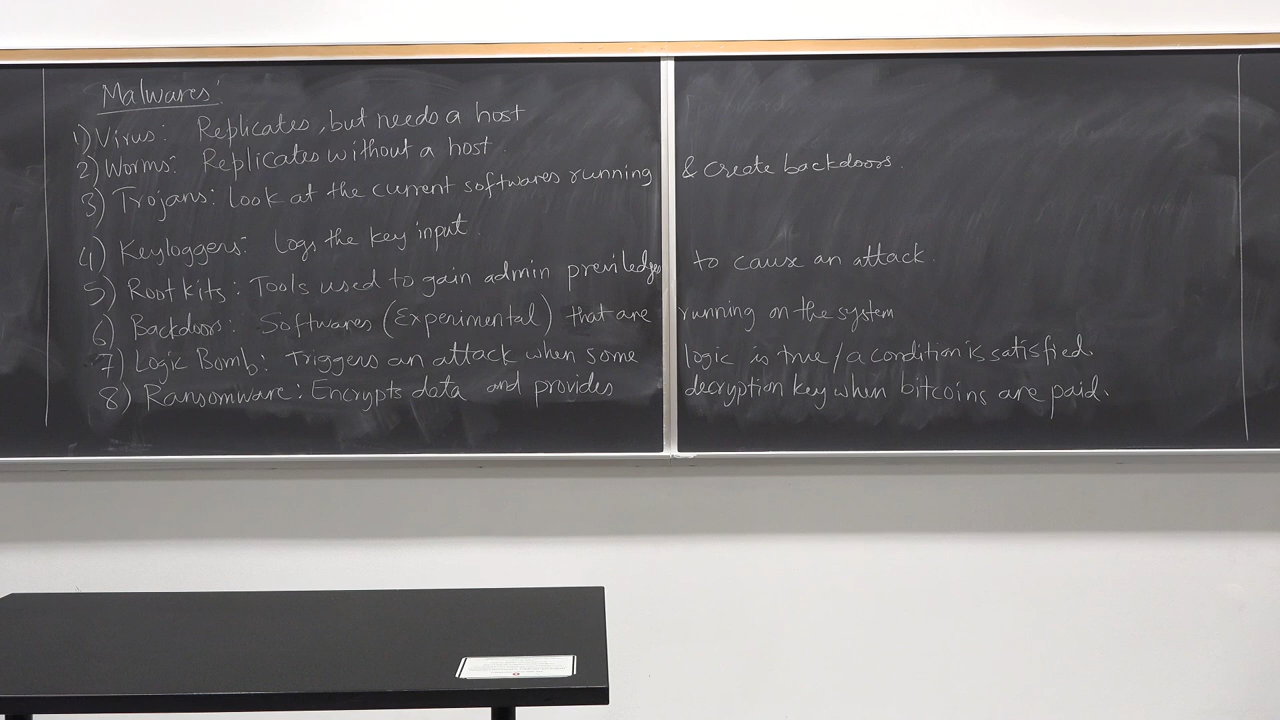 Malwares:
1) Virus: Replicates, but needs a host
2) Worms: Replicates without a host.
3) Trojans: Look at the current softwares running & create backdoors.
4) Keyloggers: Logs the key input.
5) Root kits: Tools used to gain admin previledges to cause an attack.
6) Backdoors: Softwares (Experimental) that are running on the system
7) Logic Bomb: Triggers an attack when some logic is true / a condition is satisfied.
8) Ransomware: Encrypts data and provides decryption key when bitcoins are paid.